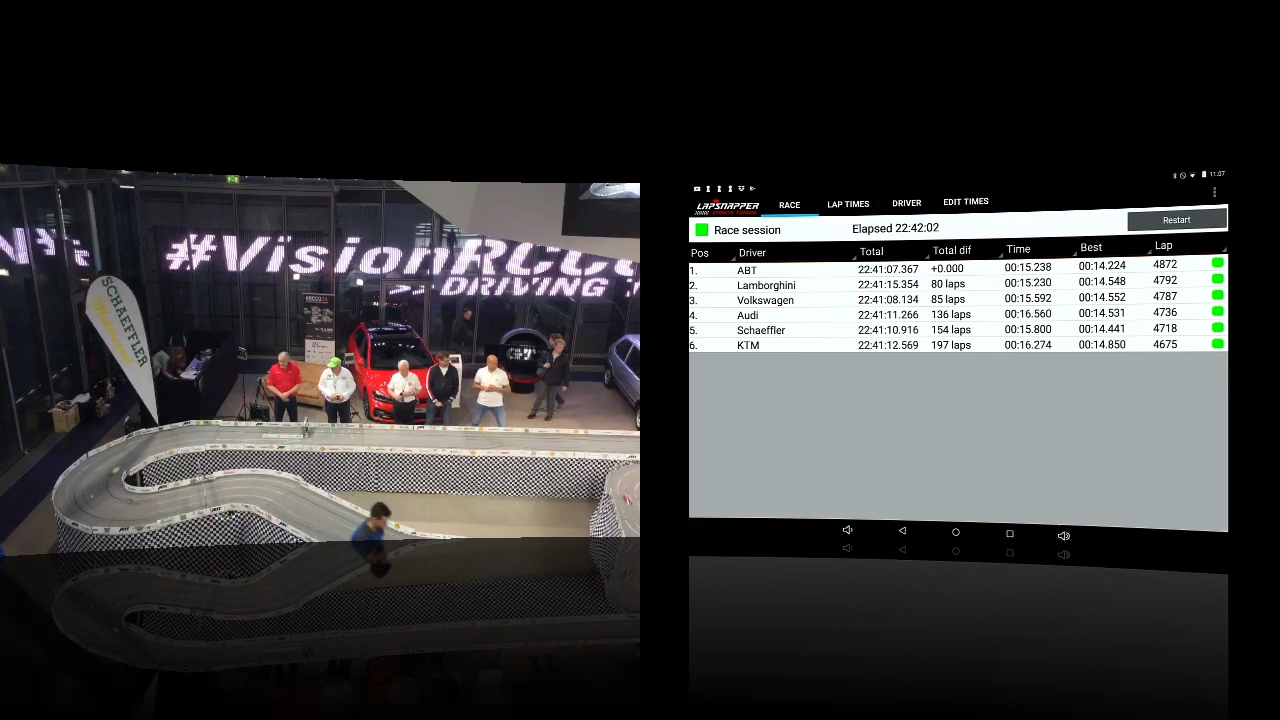 #VisionRCCO
DRIVING
SCHAEFFLER
11:07
LAPSNAPPER
RACE
LAP TIMES
DRIVER
EDIT TIMES
Race session
Elapsed 22:42:02
Restart
Pos Driver Total Total dif Time Best Lap
1. ABT 22:41:07.367 +0.000 00:15.238 00:14.224 4872
2. Lamborghini 22:41:15.354 80 laps 00:15.230 00:14.548 4792
3. Volkswagen 22:41:08.134 85 laps 00:15.592 00:14.552 4787
4. Audi 22:41:11.266 136 laps 00:16.560 00:14.531 4736
5. Schaeffler 22:41:10.916 154 laps 00:15.800 00:14.441 4718
6. KTM 22:41:12.569 197 laps 00:16.274 00:14.850 4675